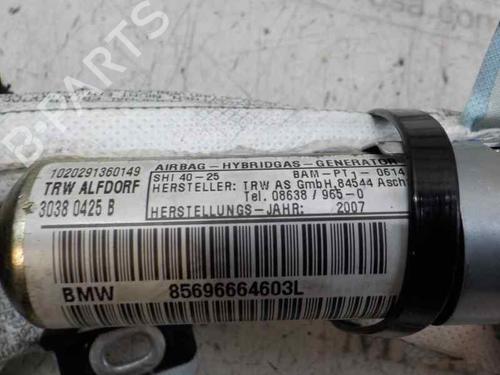 B-PARTS
1020291360149
TRW ALFDORF
3038 0425 B
AIRBAG-HYBRIDGAS-GENERATOR
SHI 40-25 BAM-PT1-0614
HERSTELLER: TRW AS GmbH, 84544 Asch
Tel. 08638/965-0
HERSTELLUNGS-JAHR: 2007
BMW 85696664603L